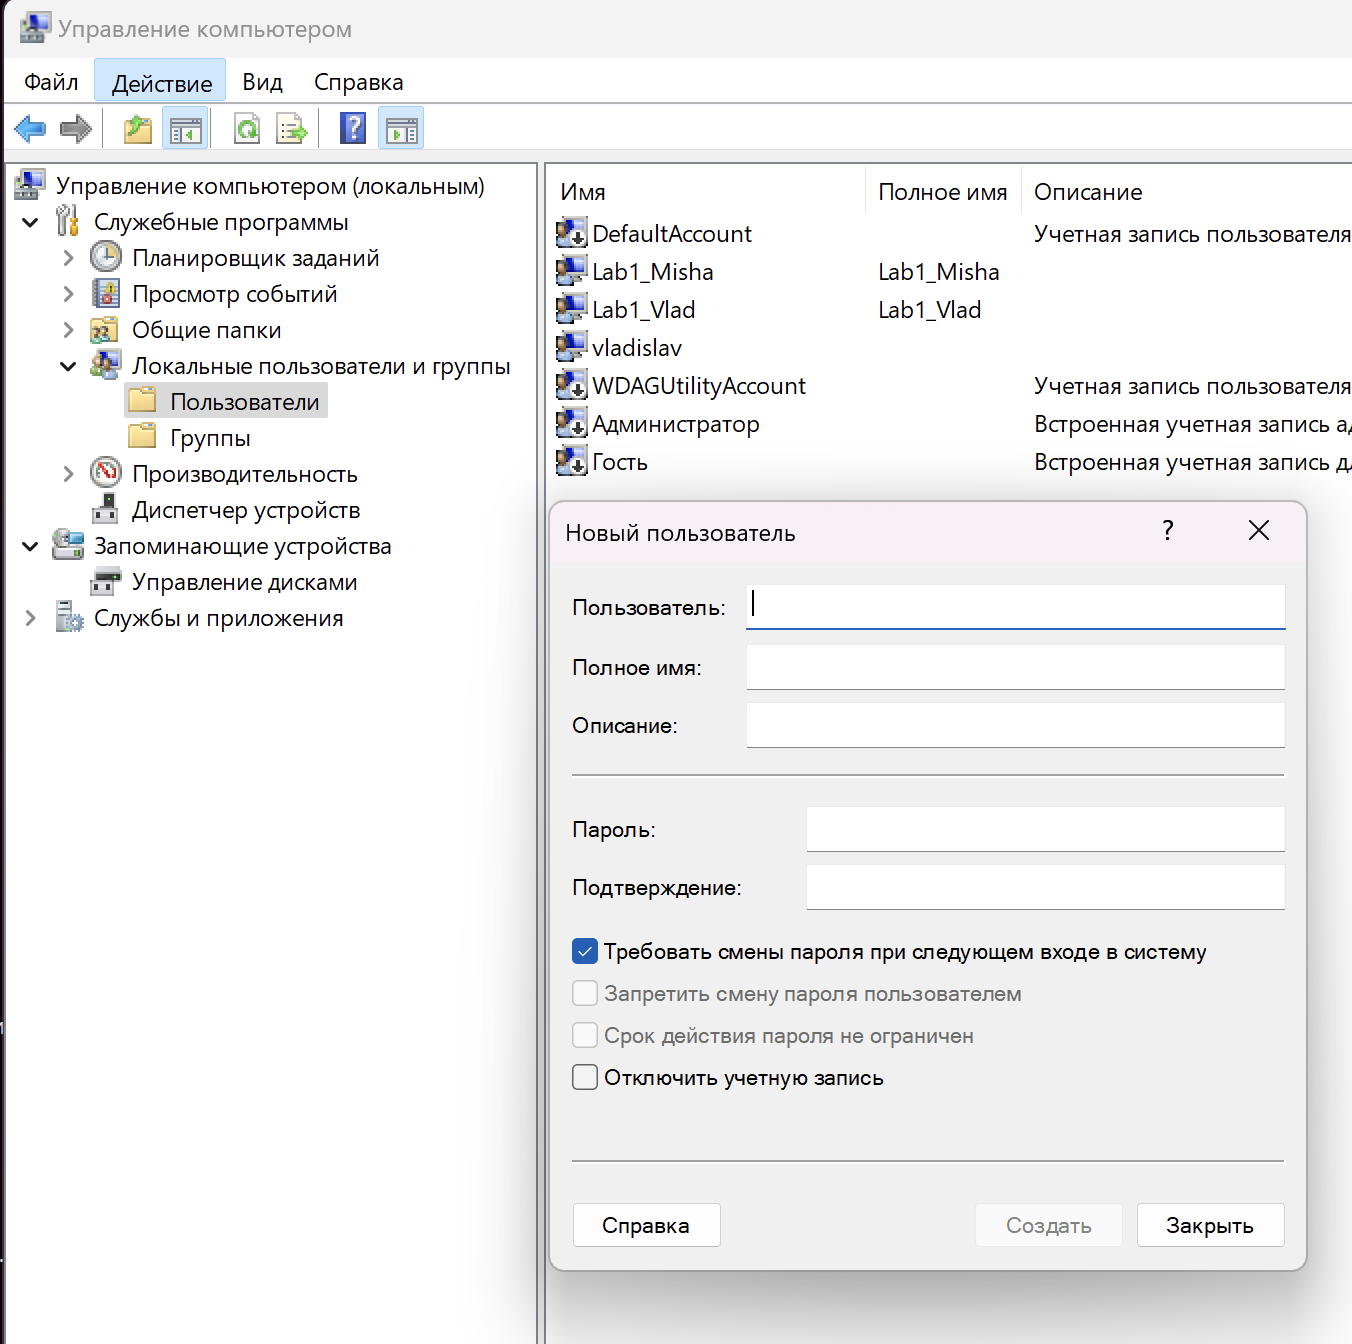 Управление компьютером
Файл Действие Вид Справка
Управление компьютером (локальным)
Служебные программы
Планировщик заданий
Просмотр событий
Общие папки
Локальные пользователи и группы
Пользователи
Группы
Производительность
Диспетчер устройств
Запоминающие устройства
Управление дисками
Службы и приложения
Имя Полное имя Описание
DefaultAccount Учетная запись пользователя
Lab1_Misha Lab1_Misha
Lab1_Vlad Lab1_Vlad
vladislav
WDAGUtilityAccount Учетная запись пользователя
Администратор Встроенная учетная запись
Гость Встроенная учетная запись
Новый пользователь
Пользователь:
Полное имя:
Описание:
Пароль:
Подтверждение:
Требовать смены пароля при следующем входе в систему
Запретить смену пароля пользователем
Срок действия пароля не ограничен
Отключить учетную запись
Справка Создать Закрыть